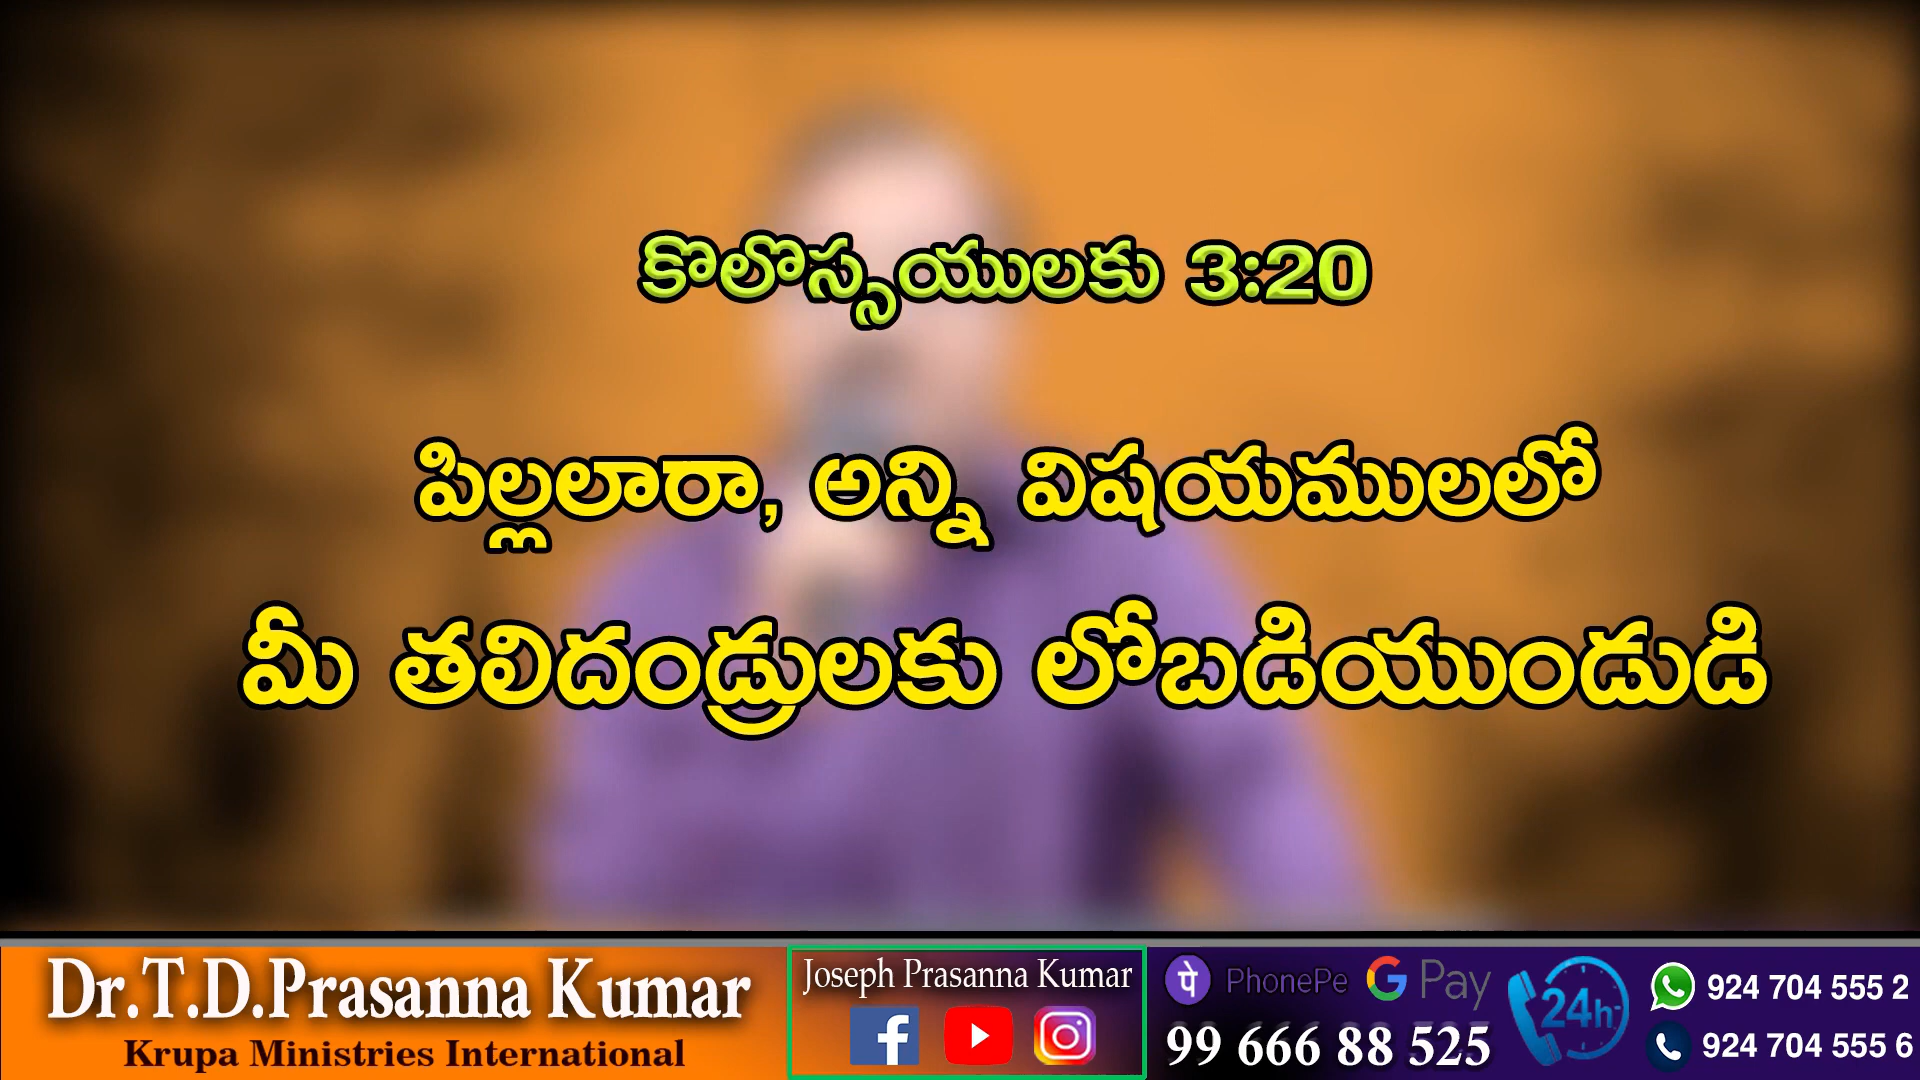 కొలొస్సయులకు 3:20
పిల్లలారా, అన్ని విషయములలో
మీ తలిదండ్రులకు లోబడియుండుడి
Dr.T.D.Prasanna Kumar
Krupa Ministries International
Joseph Prasanna Kumar
PhonePe G Pay
99 666 88 525
24h
924 704 555 2
924 704 555 6